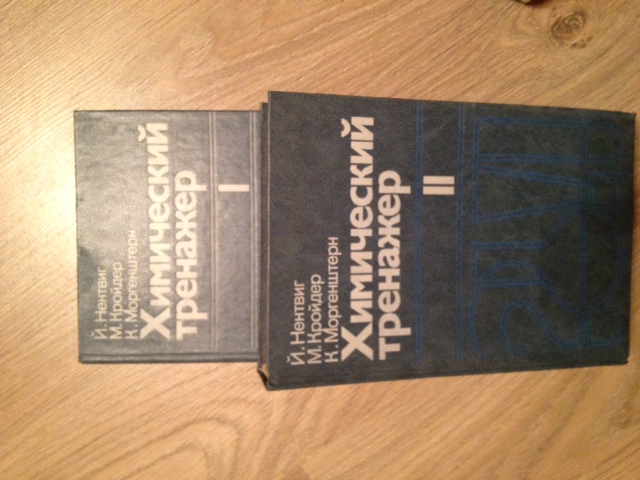 Й. Нентвиг
М. Кройдер
К. Моргенштерн
Химический
тренажер
I
Й. Нентвиг
М. Кройдер
К. Моргенштерн
Химический
тренажер
II